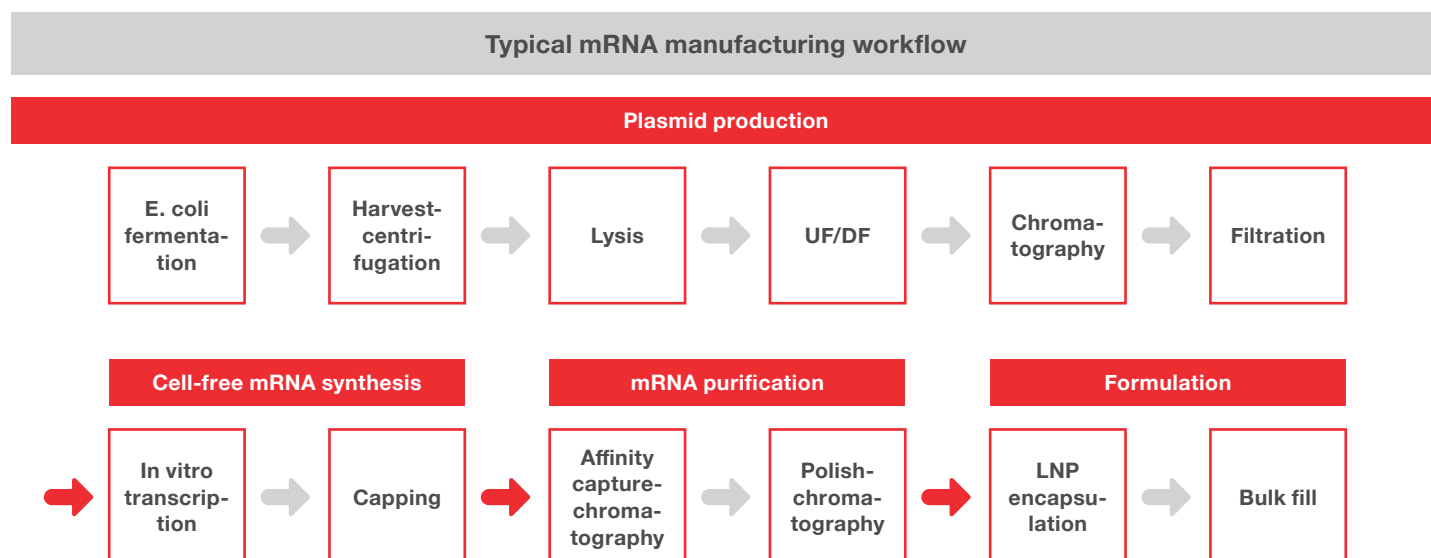 Typical mRNA manufacturing workflow
Plasmid production
E. coli
fermenta-
tion
Harvest-
centri-
fugation
Lysis
UF/DF
Chroma-
tography
Filtration
Cell-free mRNA synthesis
mRNA purification
Formulation
In vitro
transcrip-
tion
Capping
Affinity
capture-
chroma-
tography
Polish-
chroma-
tography
LNP
encapsu-
lation
Bulk fill